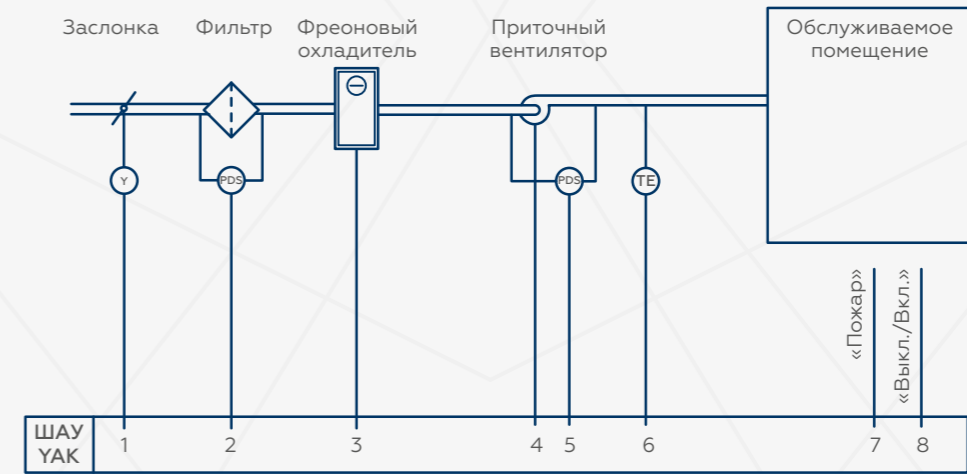 Заслонка
Фильтр
Фреоновый
охладитель
Приточный
вентилятор
Обслуживаемое
помещение
Y
PDS
PDS
TE
«Пожар»
«Выкл./Вкл.»
ШАУ
YAK
1 2 3 4 5 6 7 8